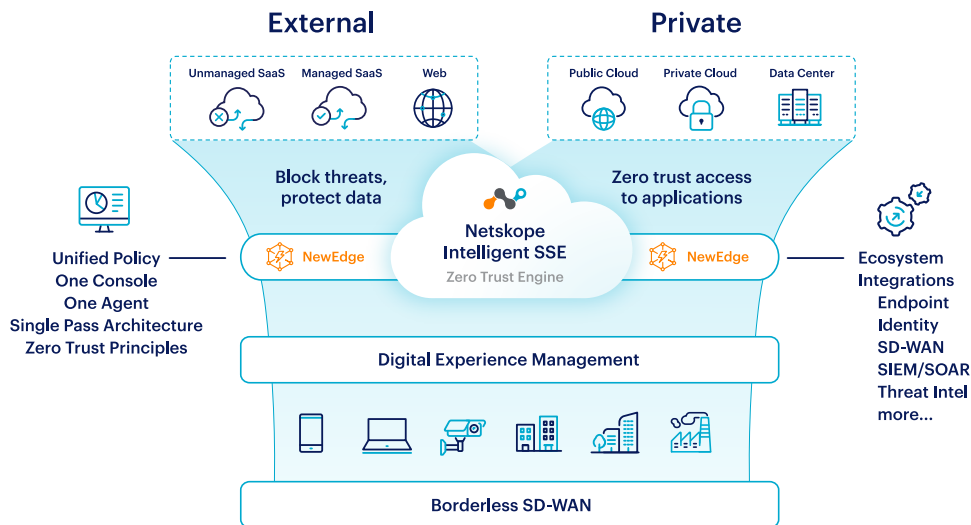 External
Private
Unmanaged SaaS
Managed SaaS
Web
Public Cloud
Private Cloud
Data Center
Block threats,
protect data
Zero trust access
to applications
Netskope
Intelligent SSE
Zero Trust Engine
NewEdge
NewEdge
Unified Policy
One Console
One Agent
Single Pass Architecture
Zero Trust Principles
Ecosystem
Integrations
Endpoint
Identity
SD-WAN
SIEM/SOAR
Threat Intel
more...
Digital Experience Management
Borderless SD-WAN